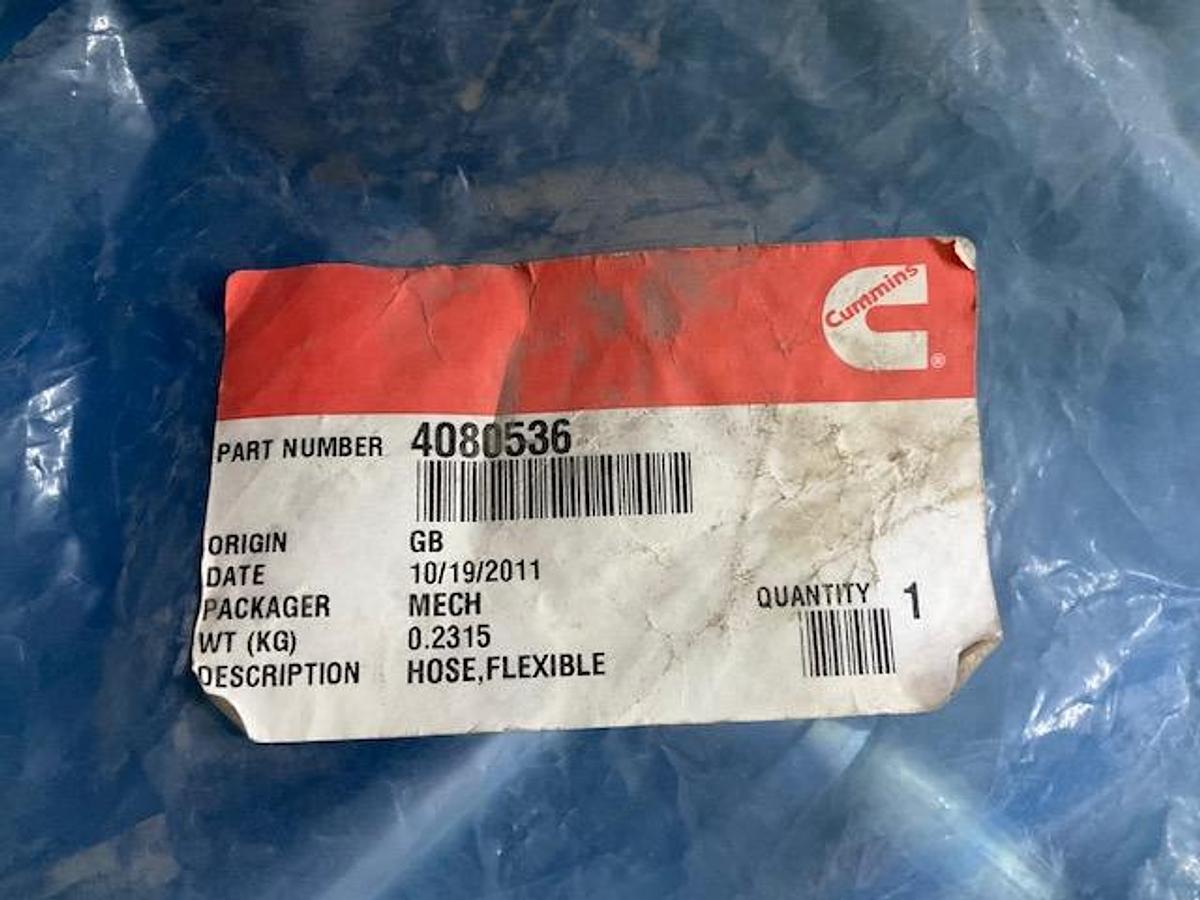 Cummins
®
PART NUMBER 4080536
ORIGIN GB
DATE 10/19/2011
PACKAGER MECH
QUANTITY 1
WT (KG) 0.2315
DESCRIPTION HOSE,FLEXIBLE